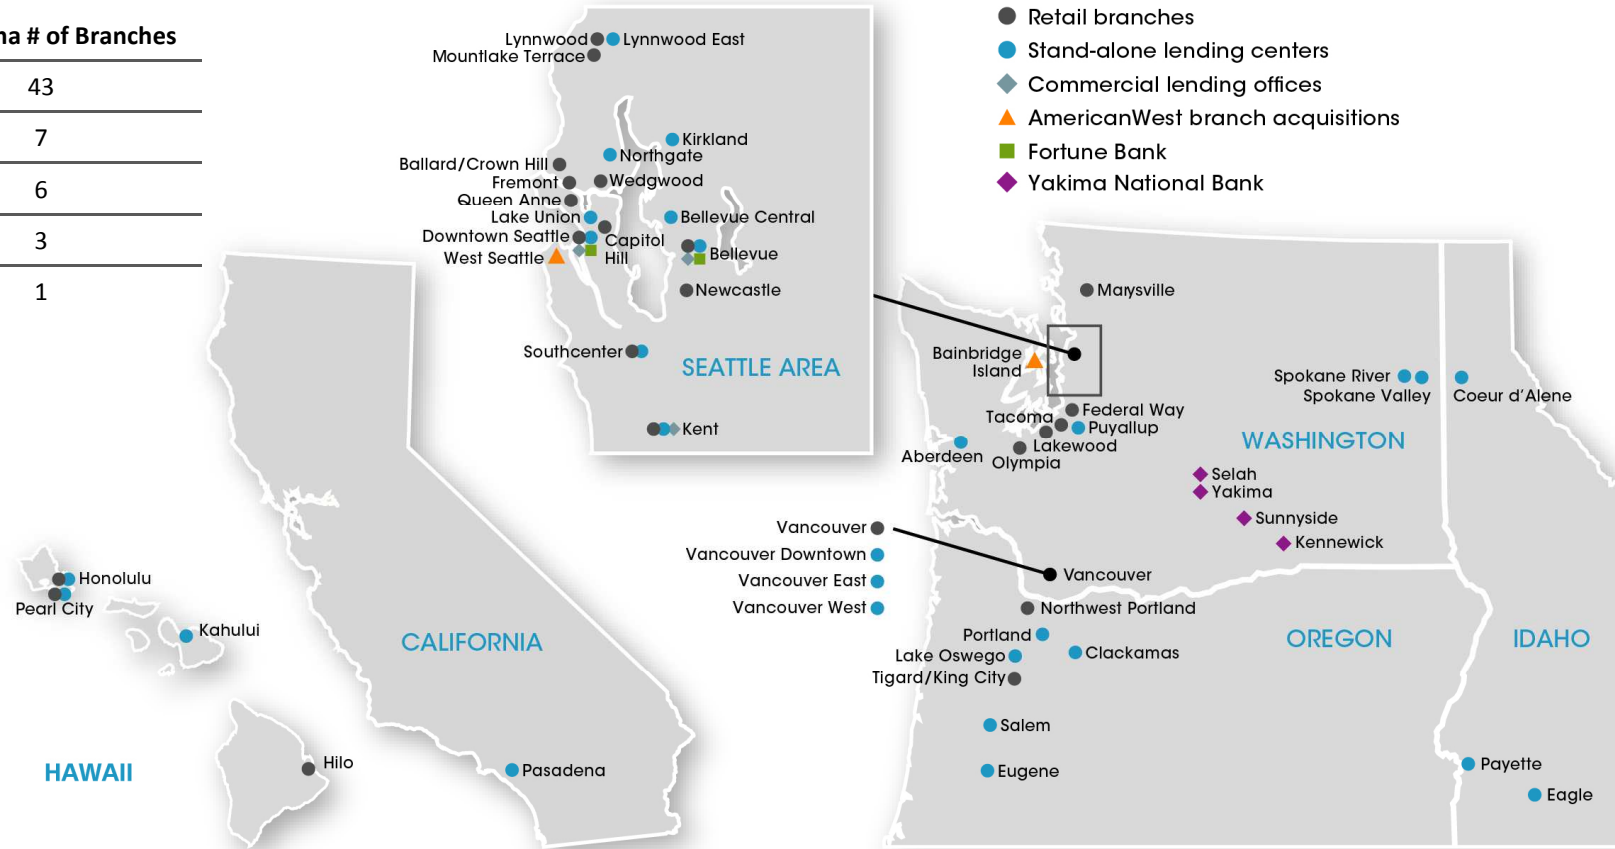 # of Branches
43
7
6
3
1
Retail branches
Stand-alone lending centers
Commercial lending offices
AmericanWest branch acquisitions
Fortune Bank
Yakima National Bank
Lynnwood
Lynnwood East
Mountlake Terrace
Kirkland
Northgate
Ballard/Crown Hill
Fremont
Wedgwood
Queen Anne
Lake Union
Bellevue Central
Downtown Seattle
Capitol
Hill
West Seattle
Bellevue
Newcastle
Southcenter
SEATTLE AREA
Kent
Marysville
Bainbridge
Island
Spokane River
Spokane Valley
Coeur d’Alene
Federal Way
Tacoma
Puyallup
Lakewood
Olympia
Aberdeen
WASHINGTON
Selah
Yakima
Sunnyside
Kennewick
Vancouver
Vancouver Downtown
Vancouver East
Vancouver West
Vancouver
Northwest Portland
Portland
Lake Oswego
Clackamas
Tigard/King City
OREGON
IDAHO
Salem
Eugene
Payette
Eagle
Honolulu
Pearl City
Kahului
CALIFORNIA
Hilo
HAWAII
Pasadena